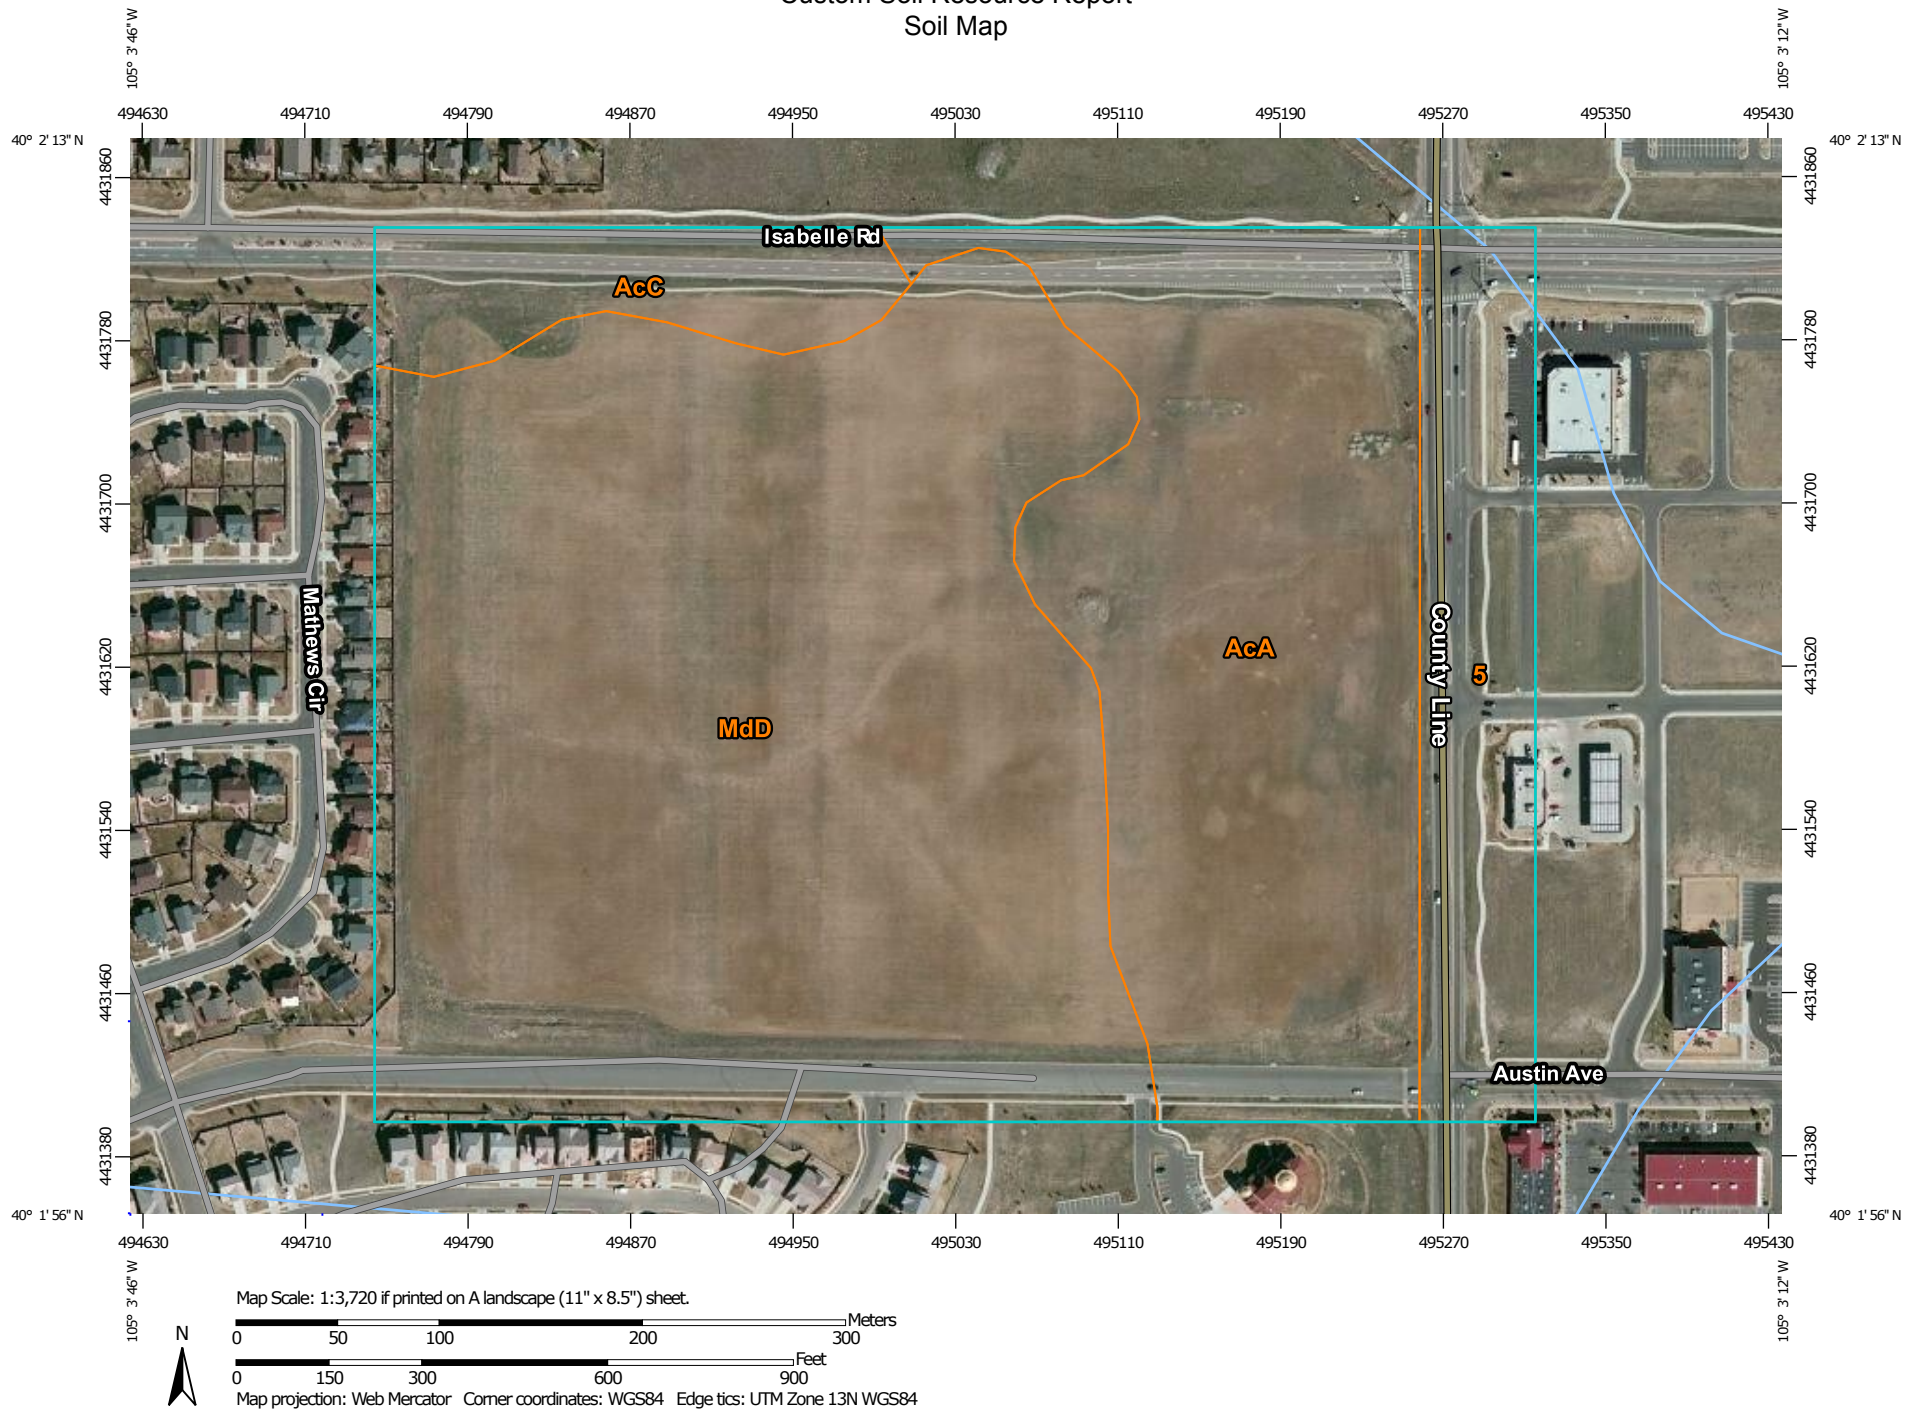 Custom Soil Resource Report
Soil Map
105° 3' 46" W
105° 3' 12" W
494630 494710 494790 494870 494950 495030 495110 495190 495270 495350 495430
40° 2' 13" N
40° 2' 13" N
4431860
4431860
Isabelle Rd
AcC
4431780
4431780
4431700
4431700
Mathews Cir
County Line
4431620
4431620
AcA
5
MdD
4431540
4431540
4431460
4431460
Austin Ave
4431380
4431380
40° 1' 56" N
40° 1' 56" N
494630 494710 494790 494870 494950 495030 495110 495190 495270 495350 495430
105° 3' 46" W
105° 3' 12" W
Map Scale: 1:3,720 if printed on A landscape (11" x 8.5") sheet.
N
Meters
0 50 100 200 300
Feet
0 150 300 600 900
Map projection: Web Mercator Corner coordinates: WGS84 Edge tics: UTM Zone 13N WGS84